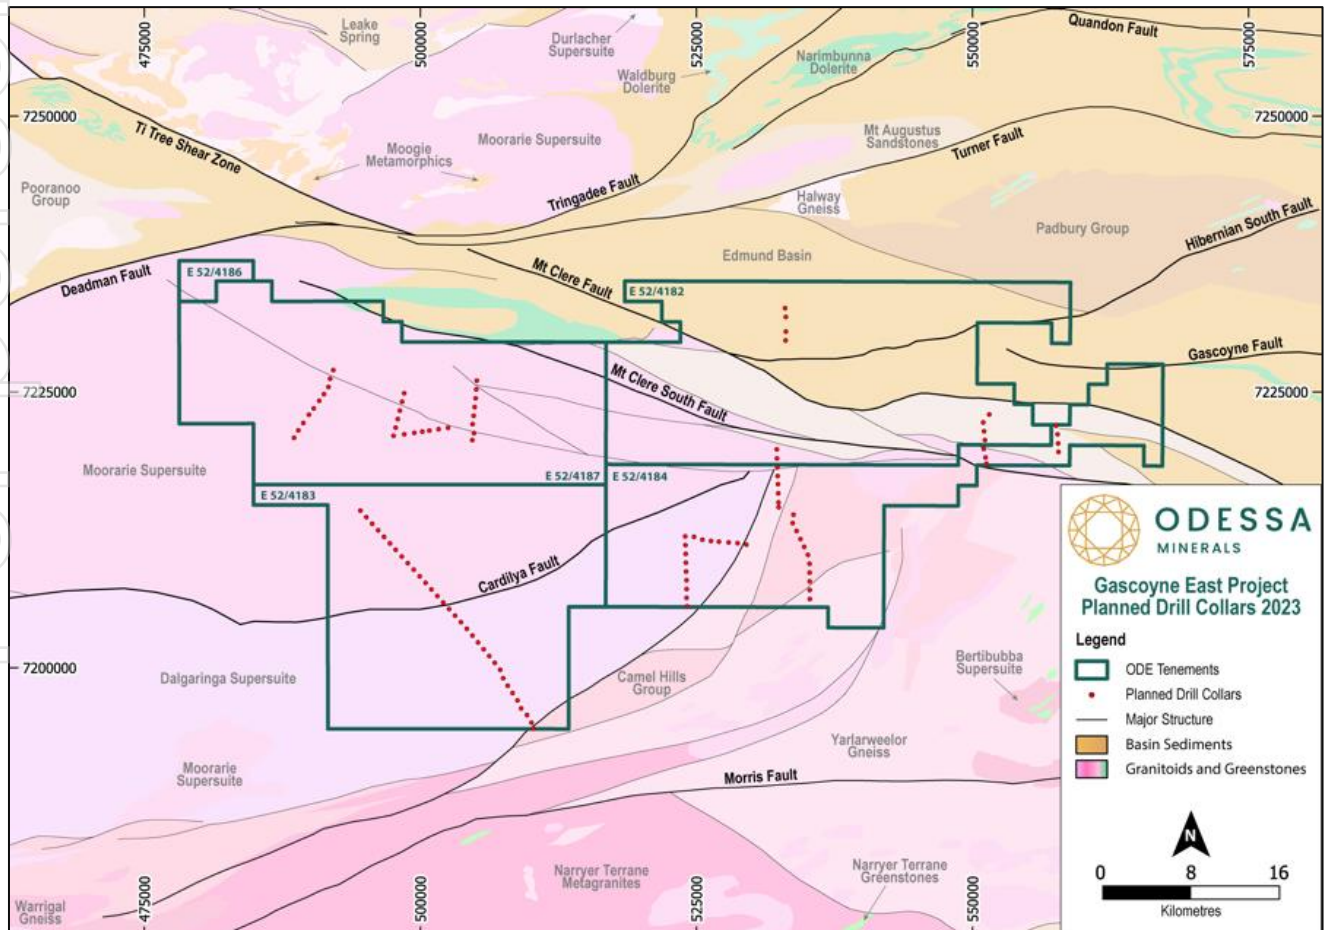 475000
500000
525000
550000
575000
Leake
Spring
Durlacher
Supersuite
Waldburg
Dolerite
Narimbunna
Dolerite
Quandon Fault
7250000
7250000
Ti Tree Shear Zone
Moogie
Metamorphics
Moorarie Supersuite
Mt Augustus
Sandstones
Turner Fault
Pooranoo
Group
Tringadee Fault
Halway
Gneiss
Padbury Group
Hibernian South Fault
Edmund Basin
Deadman Fault
E 52/4186
Mt Clere Fault
E 52/4182
Gascoyne Fault
7225000
7225000
Mt Clere South Fault
Moorarie Supersuite
E 52/4187
E 52/4184
E 52/4183
Cardilya Fault
7200000
Dalgaringa Supersuite
Camel Hills
Group
Bertibubba
Supersuite
Moorarie
Supersuite
Yarlarweelor
Gneiss
Morris Fault
Narryer Terrane
Metagranites
Narryer Terrane
Greenstones
Warrigal
Gneiss
475000
500000
525000
550000
ODESSA
MINERALS
Gascoyne East Project
Planned Drill Collars 2023
Legend
ODE Tenements
Planned Drill Collars
Major Structure
Basin Sediments
Granitoids and Greenstones
N
0 8 16
Kilometres